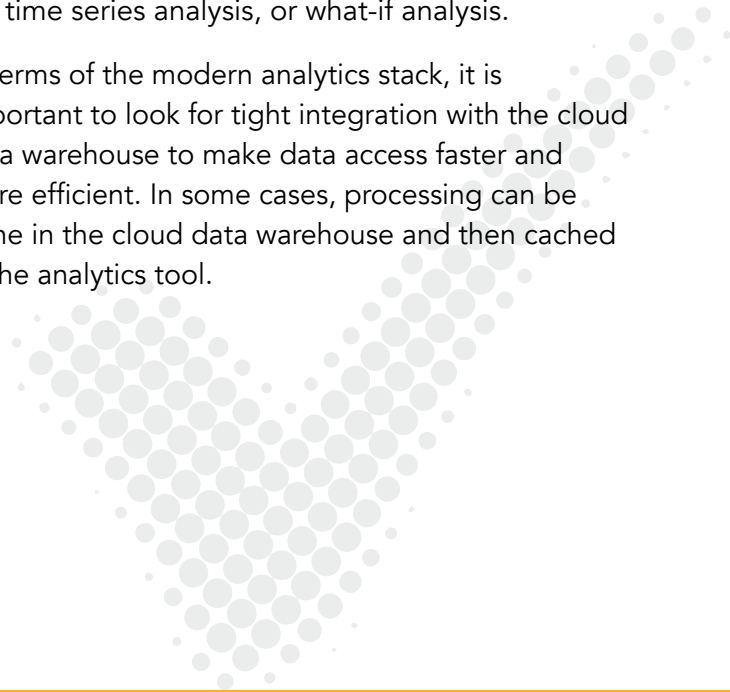 time series analysis, or what-if analysis.
erms of the modern analytics stack, it is
portant to look for tight integration with the cloud
a warehouse to make data access faster and
re efficient. In some cases, processing can be
ne in the cloud data warehouse and then cached
he analytics tool.